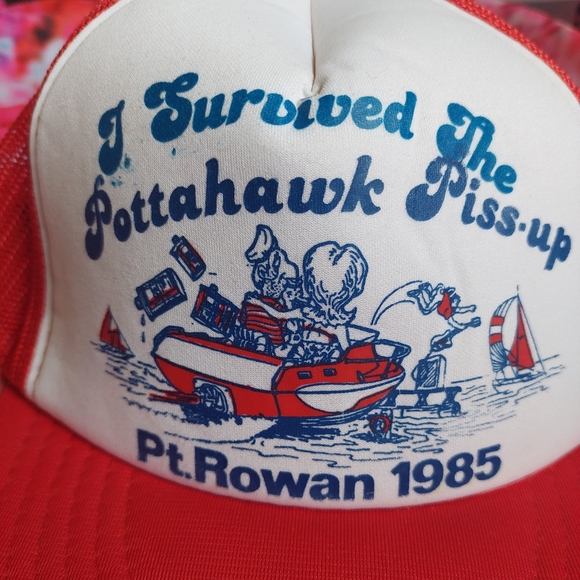 I Survived The
Pottahawk Piss-up
Pt.Rowan 1985